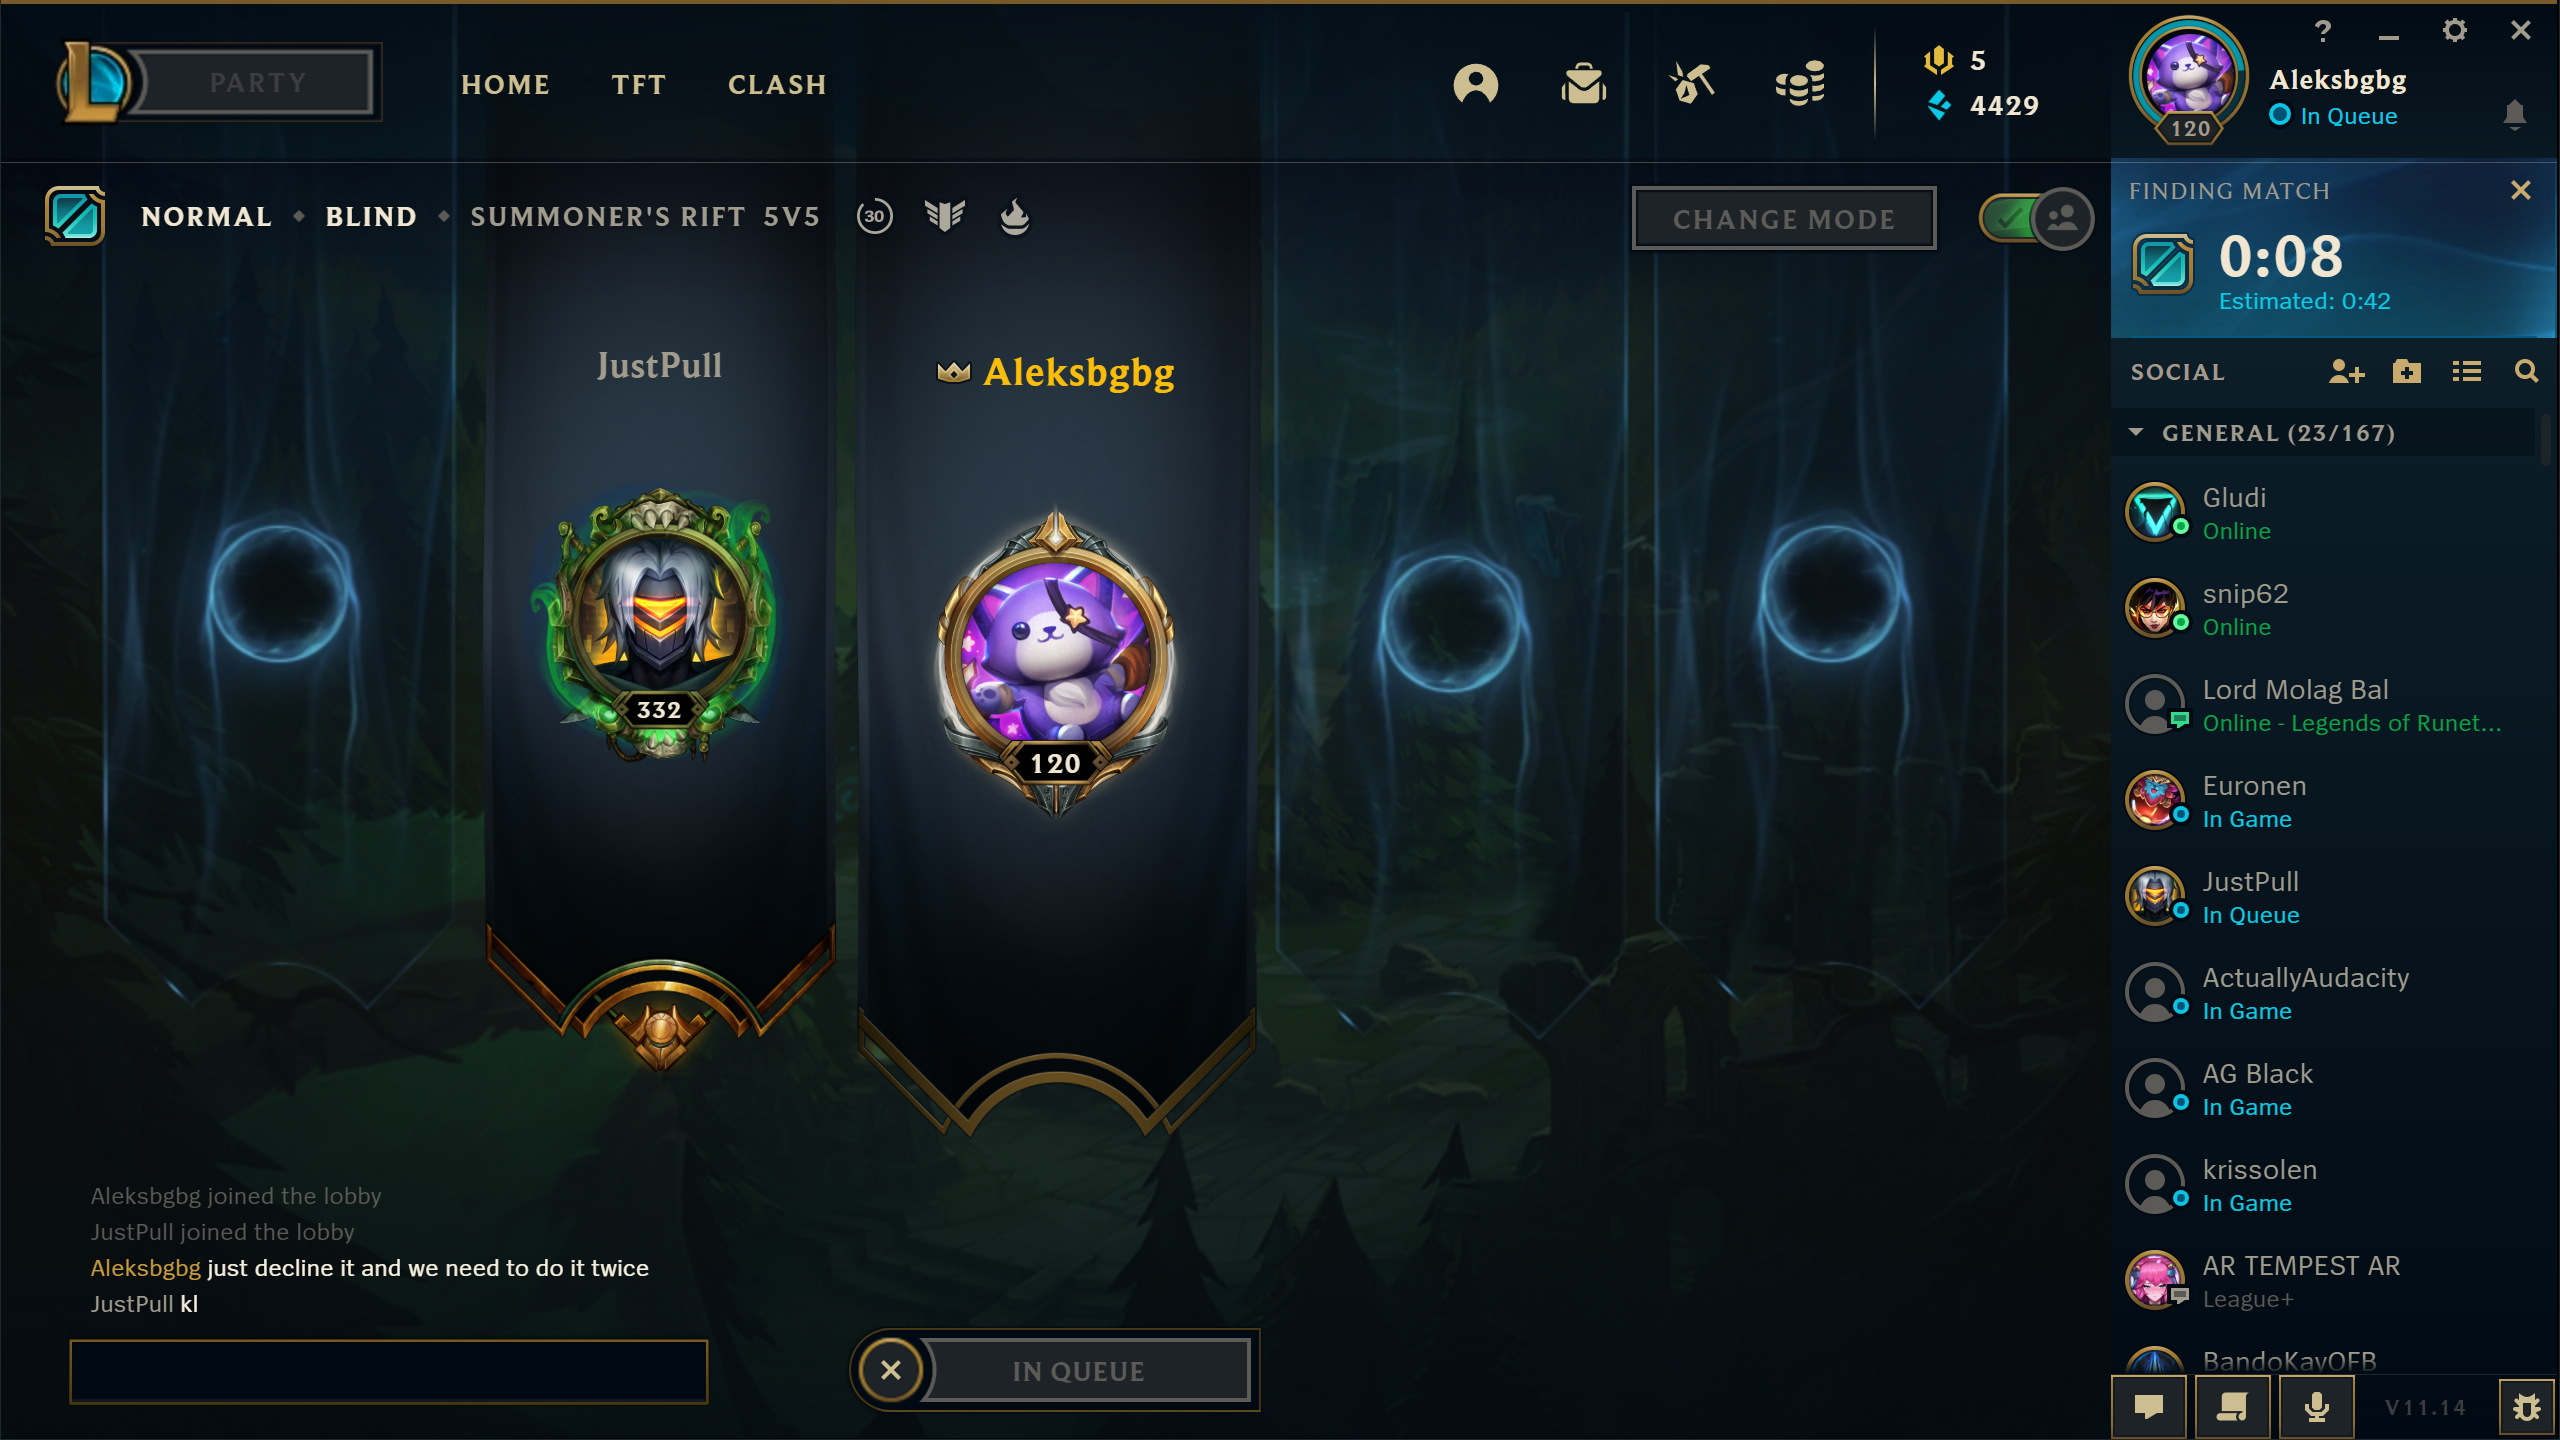 PARTY
HOME TFT CLASH
5
4429
120
Aleksbgbg
In Queue
NORMAL ◆ BLIND ◆ SUMMONER'S RIFT 5V5 30
CHANGE MODE
FINDING MATCH
0:08
Estimated: 0:42
SOCIAL
GENERAL (23/167)
JustPull
332
Aleksbgbg
120
Gludi
Online
snip62
Online
Lord Molag Bal
Online - Legends of Runet...
Euronen
In Game
JustPull
In Queue
ActuallyAudacity
In Game
AG Black
In Game
krissolen
In Game
AR TEMPEST AR
League+
BandoKayOFB
Aleksbgbg joined the lobby
JustPull joined the lobby
Aleksbgbg just decline it and we need to do it twice
JustPull kl
IN QUEUE
V11.14